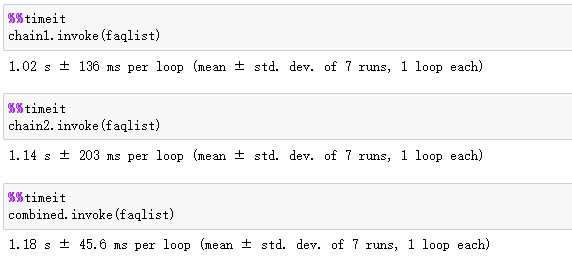 %%timeit
chain1.invoke(faqlist)
1.02 s ± 136 ms per loop (mean ± std. dev. of 7 runs, 1 loop each)
%%timeit
chain2.invoke(faqlist)
1.14 s ± 203 ms per loop (mean ± std. dev. of 7 runs, 1 loop each)
%%timeit
combined.invoke(faqlist)
1.18 s ± 45.6 ms per loop (mean ± std. dev. of 7 runs, 1 loop each)